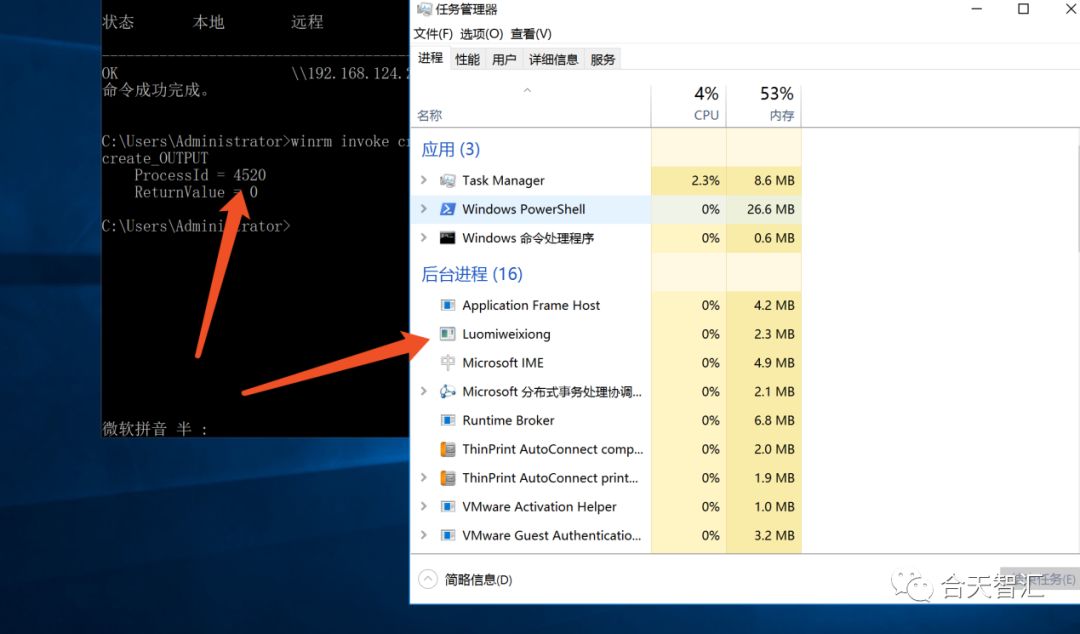 状态 本地 远程
-------------------------------------------
OK \\192.168.124.2
命令成功完成。
C:\Users\Administrator>winrm invoke cr
create_OUTPUT
ProcessId = 4520
ReturnValue = 0
C:\Users\Administrator>
微软拼音 半 :
任务管理器
文件(F) 选项(O) 查看(V)
进程 性能 用户 详细信息 服务
4% 53%
名称 CPU 内存
应用 (3)
Task Manager 2.3% 8.6 MB
Windows PowerShell 0% 26.6 MB
Windows 命令处理程序 0% 0.6 MB
后台进程 (16)
Application Frame Host 0% 4.2 MB
Luomiweixiong 0% 2.3 MB
Microsoft IME 0% 4.9 MB
Microsoft 分布式事务处理协调... 0% 2.1 MB
Runtime Broker 0% 6.8 MB
ThinPrint AutoConnect comp... 0% 2.0 MB
ThinPrint AutoConnect print... 0% 1.9 MB
VMware Activation Helper 0% 1.0 MB
VMware Guest Authenticatio... 0% 3.2 MB
简略信息(D)
任务(E)
合天智汇